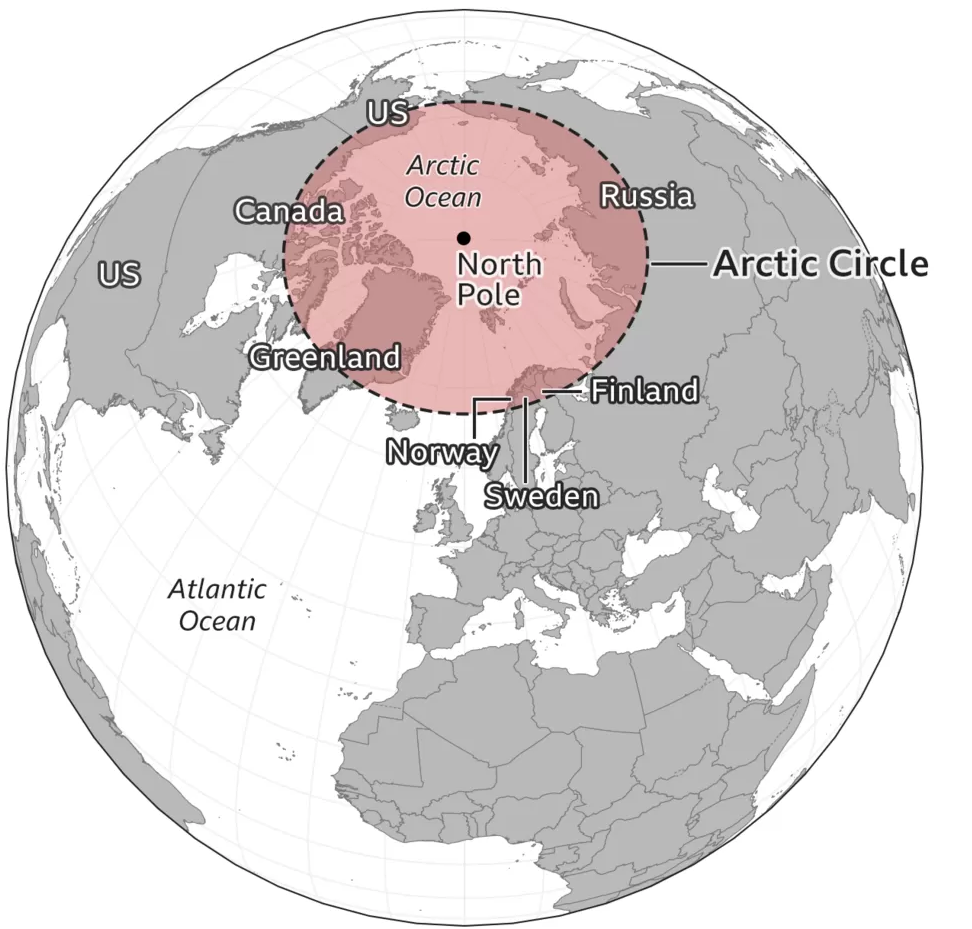 US
Arctic
Ocean
Russia
Canada
North
Pole
Arctic Circle
US
Greenland
Finland
Norway
Sweden
Atlantic
Ocean